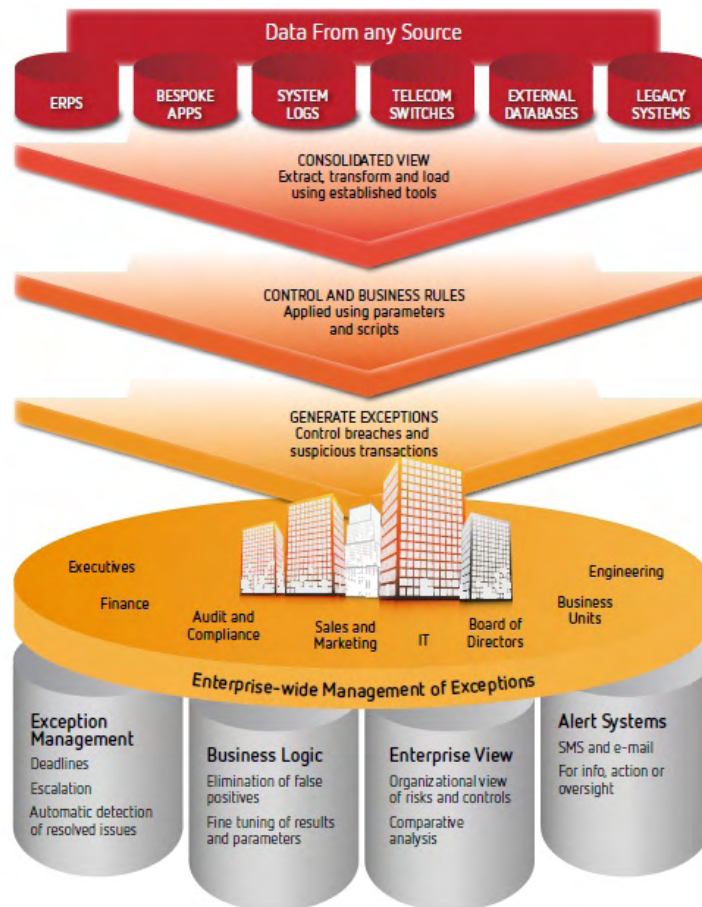 Data From any Source
ERPS
BESPOKE
APPS
SYSTEM
LOGS
TELECOM
SWITCHES
EXTERNAL
DATABASES
LEGACY
SYSTEMS
CONSOLIDATED VIEW
Extract, transform and load
using established tools
CONTROL AND BUSINESS RULES
Applied using parameters
and scripts
GENERATE EXCEPTIONS
Control breaches and
suspicious transactions
Executives
Finance
Audit and
Compliance
Sales and
Marketing
IT
Board of
Directors
Business
Units
Engineering
Enterprise-wide Management of Exceptions
Exception
Management
Deadlines
Escalation
Automatic detection
of resolved issues
Business Logic
Elimination of false
positives
Fine tuning of results
and parameters
Enterprise View
Organizational view
of risks and controls
Comparative
analysis
Alert Systems
SMS and e-mail
For info, action or
oversight